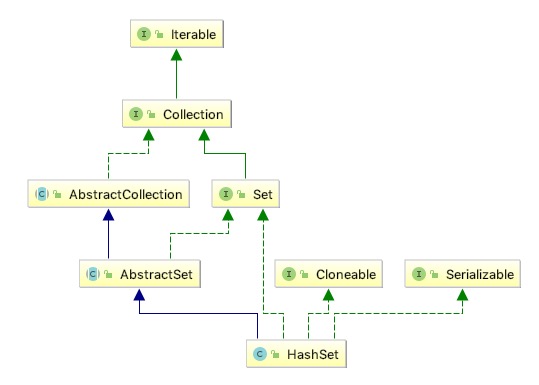 I Iterable
I Collection
C AbstractCollection
I Set
C AbstractSet
I Cloneable
I Serializable
C HashSet